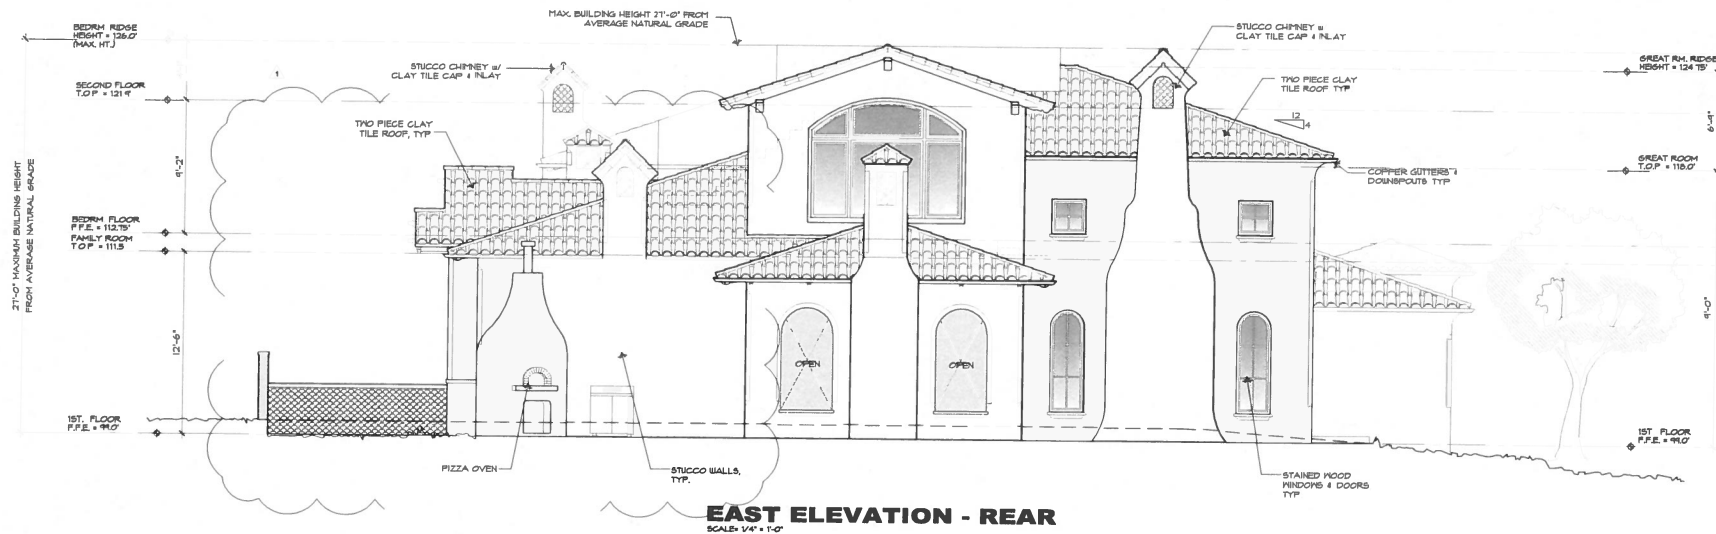 MAX. BUILDING HEIGHT 27'-0" FROM
AVERAGE NATURAL GRADE
BEDRM RIDGE
HEIGHT = 126.0'
(MAX. HT.)
STUCCO CHIMNEY w/
CLAY TILE CAP & INLAY
STUCCO CHIMNEY w/
CLAY TILE CAP & INLAY
GREAT RM. RIDGE
HEIGHT = 124.75'
1
SECOND FLOOR
T.O.P = 121.9'
TWO PIECE CLAY
TILE ROOF TYP
TWO PIECE CLAY
TILE ROOF, TYP
12
4
6'-9"
9'-2"
GREAT ROOM
T.O.P = 118.0'
COPPER GUTTERS &
DOWNSPOUTS TYP
27'-0" MAXIMUM BUILDING HEIGHT
FROM AVERAGE NATURAL GRADE
BEDRM FLOOR
F.F.E. = 112.75'
FAMILY ROOM
T.O.P = 111.5
9'-0"
12'-6"
OPEN
OPEN
1ST. FLOOR
F.F.E. = 99.0'
1ST FLOOR
F.F.E. = 99.0'
PIZZA OVEN
STUCCO WALLS,
TYP.
STAINED WOOD
WINDOWS & DOORS
TYP
EAST ELEVATION - REAR
SCALE= 1/4" = 1'-0"